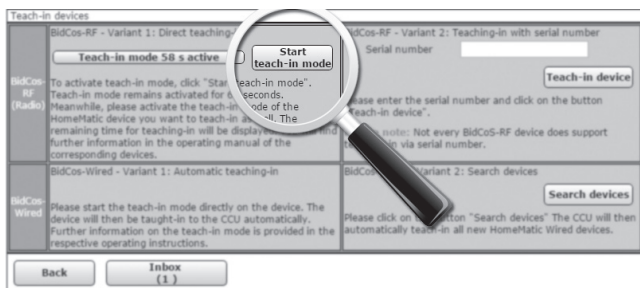 Teach-in devices
BidCos-RF - Variant 1: Direct teaching-
Teach-in mode 58 s active
Start
teach-in mode
BidCos-
RF
(Radio)
To activate teach-in mode, click "Start teach-in mode".
Teach-in mode remains activated for 60 seconds.
Meanwhile, please activate the teach-in mode of the
HomeMatic device you want to teach-in as well. The
remaining time for teaching-in will be displayed. find
further information in the operating manual of the
corresponding devices.
BidCos-RF - Variant 2: Teaching-in with serial number
Serial number
Teach-in device
enter the serial number and click on the button
"Teach-in device".
note: Not every BidCoS-RF device does support
via serial number.
BidCos-
Wired
BidCos-Wired - Variant 1: Automatic teaching-in
Please start the teach-in mode directly on the device. The
device will then be taught-in to the CCU automatically.
Further information on the teach-in mode is provided in the
respective operating instructions.
Variant 2: Search devices
Search devices
Please click on "Search devices" The CCU will then
automatically teach-in all new HomeMatic Wired devices.
Back
Inbox
(1)